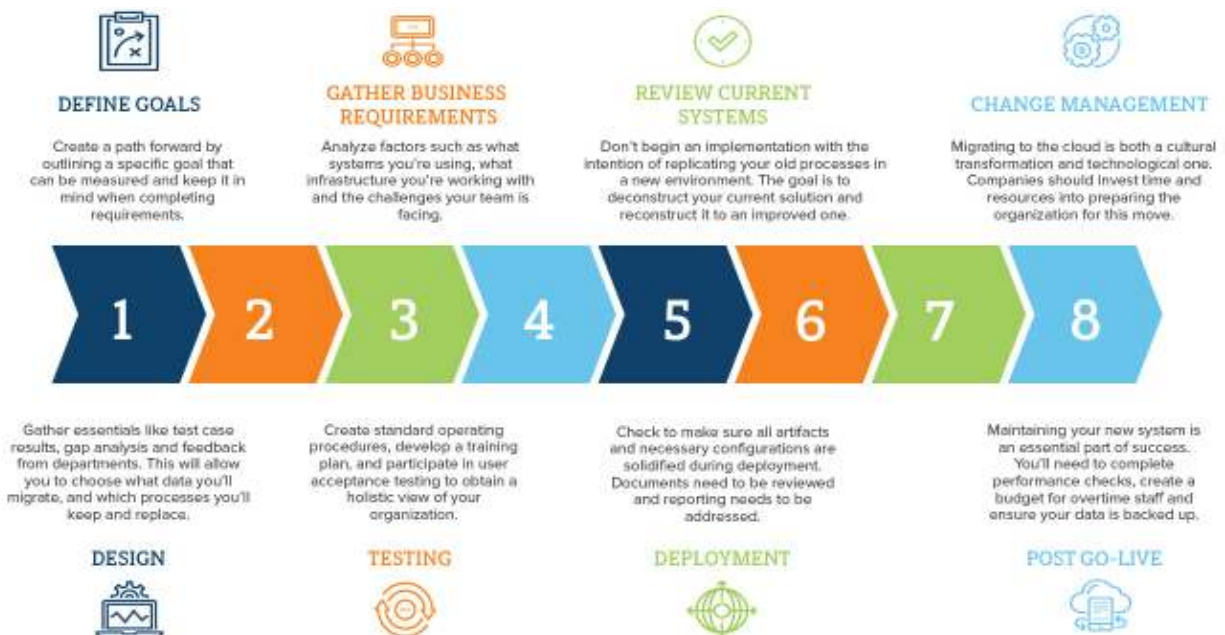 DEFINE GOALS
Create a path forward by
outlining a specific goal that
can be measured and keep it in
mind when completing
requirements.
GATHER BUSINESS
REQUIREMENTS
Analyze factors such as what
systems you're using, what
infrastructure you're working with
and the challenges your team is
facing.
REVIEW CURRENT
SYSTEMS
Don't begin an implementation with the
intention of replicating your old processes in
a new environment. The goal is to
deconstruct your current solution and
reconstruct it to an improved one.
CHANGE MANAGEMENT
Migrating to the cloud is both a cultural
transformation and technological one.
Companies should invest time and
resources into preparing the
organization for this move.
1
2
3
4
5
6
7
8
Gather essentials like test case
results, gap analysis and feedback
from departments. This will allow
you to choose what data you'll
migrate, and which processes you'll
keep and replace.
DESIGN
Create standard operating
procedures, develop a training
plan, and participate in user
acceptance testing to obtain a
holistic view of your
organization.
TESTING
Check to make sure all artifacts
and necessary configurations are
solidified during deployment.
Documents need to be reviewed
and reporting needs to be
addressed.
DEPLOYMENT
Maintaining your new system is
an essential part of success.
You'll need to complete
performance checks, create a
budget for overtime staff and
ensure your data is backed up.
POST GO-LIVE